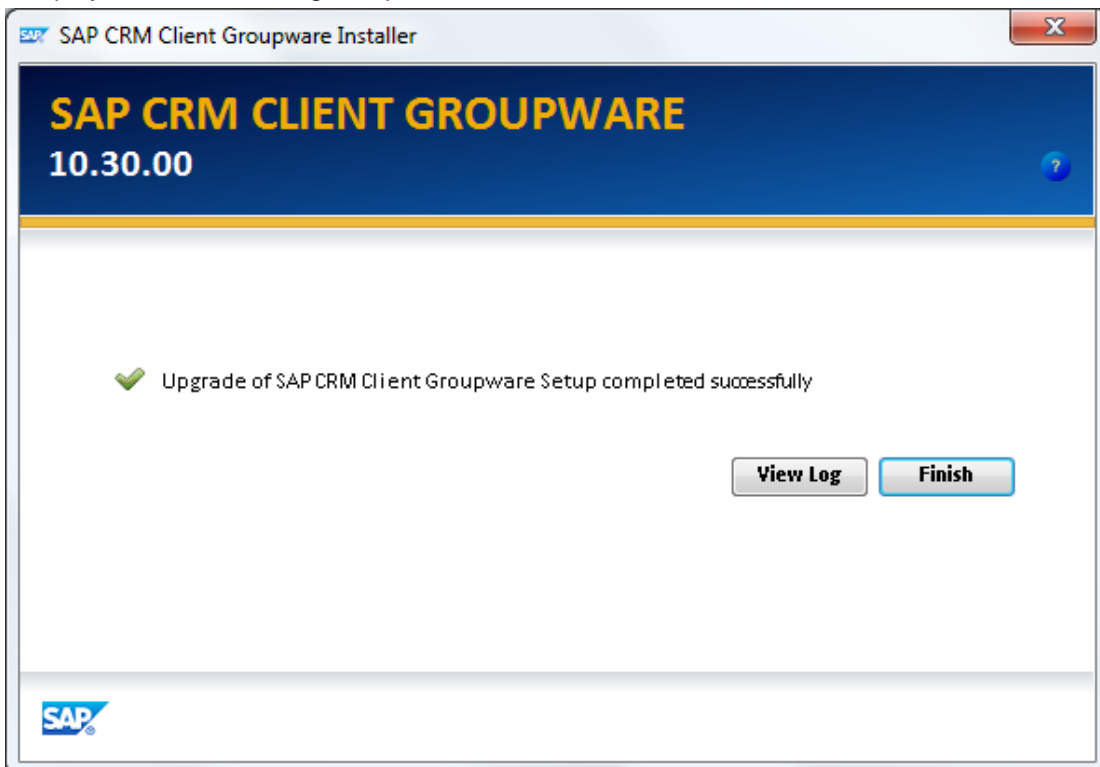 SAP CRM Client Groupware Installer
SAP CRM CLIENT GROUPWARE
10.30.00
?
Upgrade of SAP CRM Client Groupware Setup completed successfully
View Log
Finish
SAP